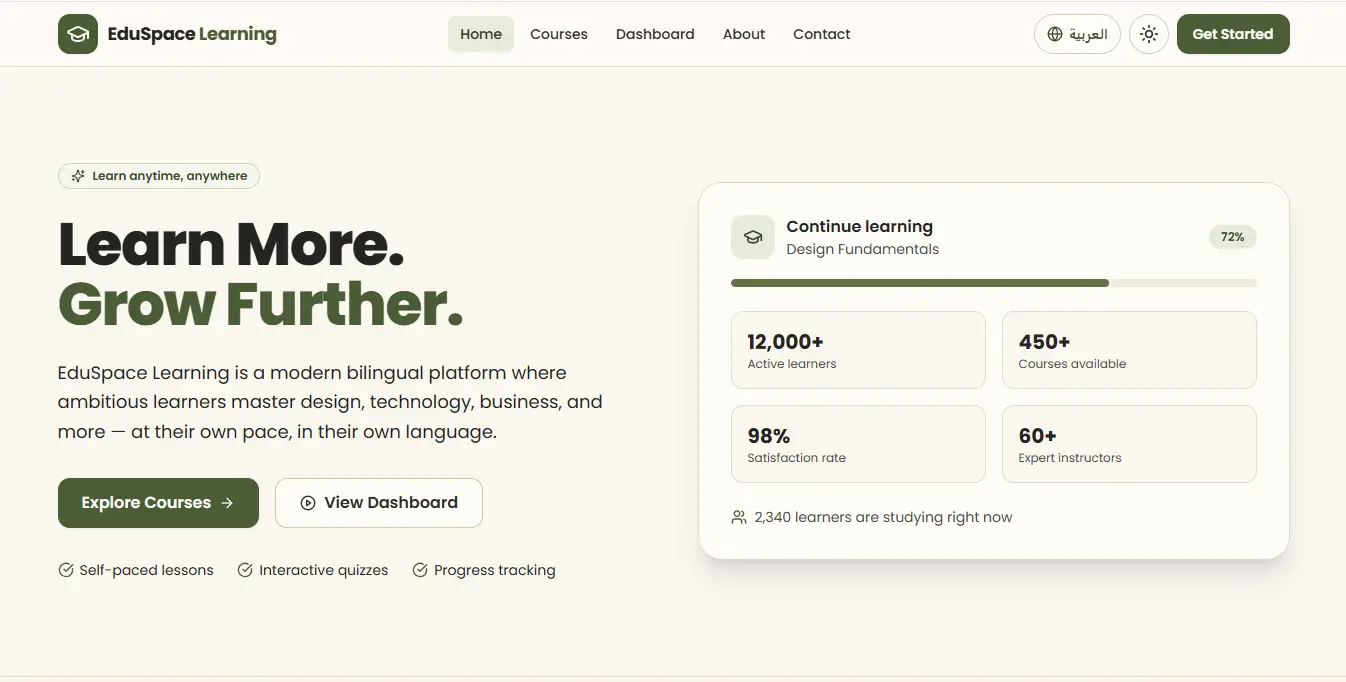 EduSpace Learning
Home
Courses
Dashboard
About
Contact
العربية
Get Started
Learn anytime, anywhere
Learn More.
Grow Further.
EduSpace Learning is a modern bilingual platform where
ambitious learners master design, technology, business, and
more — at their own pace, in their own language.
Explore Courses →
View Dashboard
Self-paced lessons
Interactive quizzes
Progress tracking
Continue learning
Design Fundamentals
72%
12,000+
Active learners
450+
Courses available
98%
Satisfaction rate
60+
Expert instructors
2,340 learners are studying right now